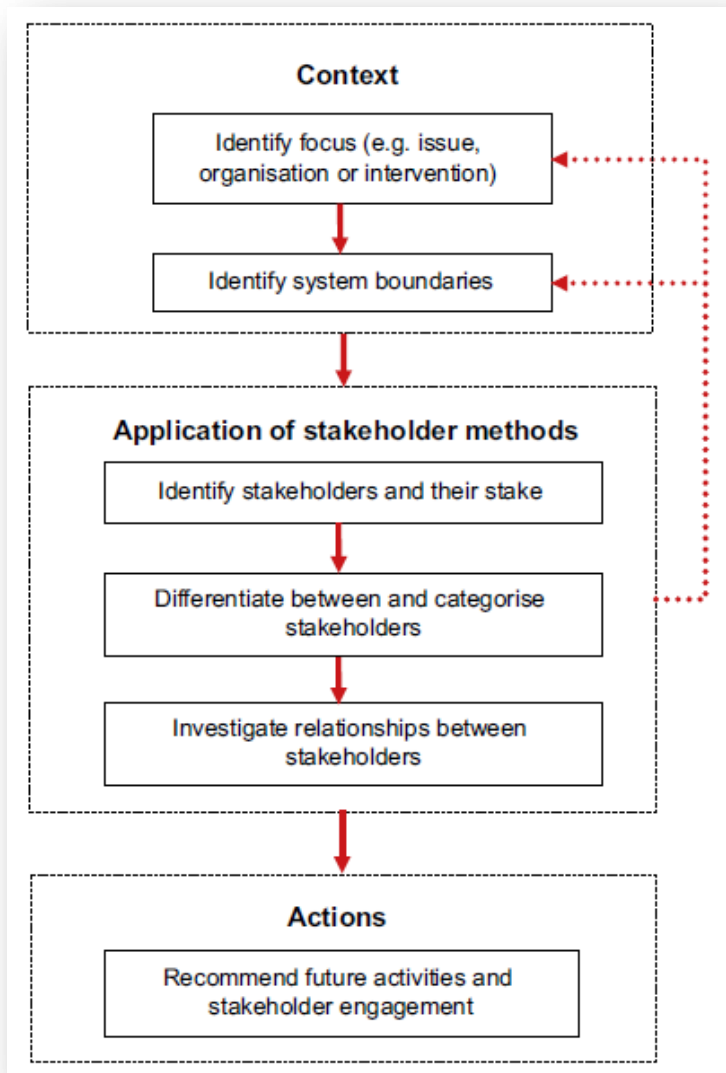 Context
Identify focus (e.g. issue,
organisation or intervention)
Identify system boundaries
Application of stakeholder methods
Identify stakeholders and their stake
Differentiate between and categorise
stakeholders
Investigate relationships between
stakeholders
Actions
Recommend future activities and
stakeholder engagement